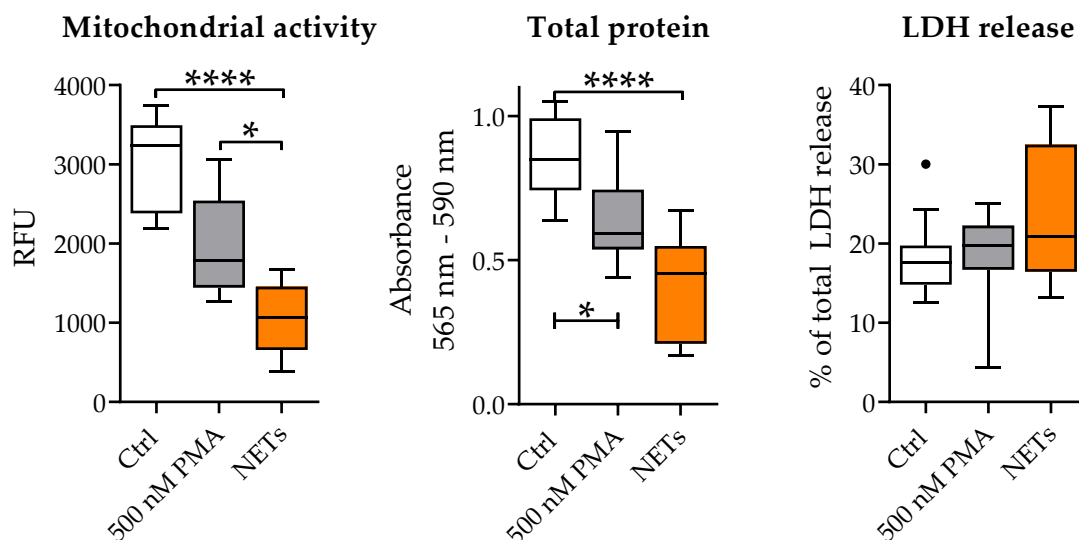 Mitochondrial activity
RFU
4000
3000
2000
1000
0
****
*
Ctrl
500 nM PMA
NETs
Total protein
Absorbance
565 nm - 590 nm
1.0
0.5
0.0
****
*
Ctrl
500 nM PMA
NETs
LDH release
% of total LDH release
40
30
20
10
0
Ctrl
500 nM PMA
NETs